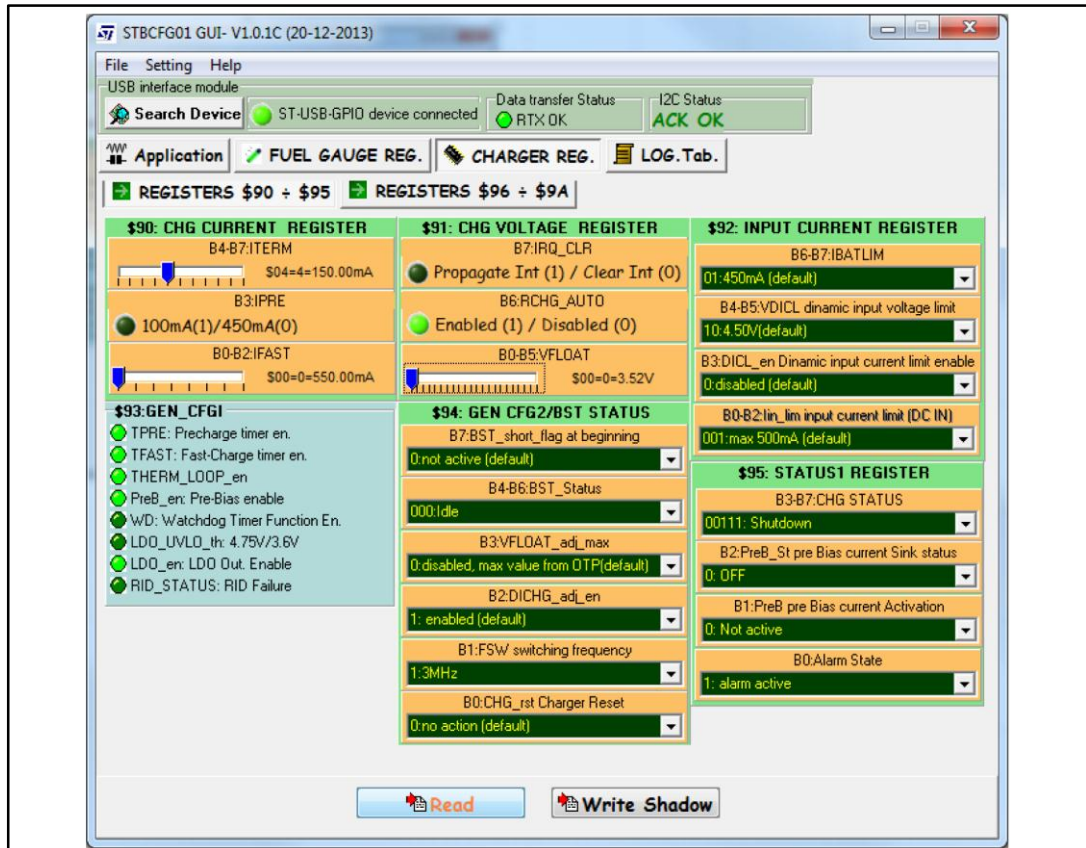 STBCFG01 GUI- V1.0.1C (20-12-2013)
File Setting Help
USB interface module
Search Device
ST-USB-GPIO device connected
Data transfer Status
RTX OK
I2C Status
ACK OK
Application
FUEL GAUGE REG.
CHARGER REG.
LOG.Tab.
REGISTERS $90 ÷ $95
REGISTERS $96 ÷ $9A
$90: CHG CURRENT REGISTER
B4-B7:ITERM
$04=4=150.00mA
B3:IPRE
100mA(1)/450mA(0)
B0-B2:IFAST
$00=0=550.00mA
$91: CHG VOLTAGE REGISTER
B7:IRQ_CLR
Propagate Int (1) / Clear Int (0)
B6:RCHG_AUTO
Enabled (1) / Disabled (0)
B0-B5:VFLOAT
$00=0=3.52V
$92: INPUT CURRENT REGISTER
B6-B7:IBATLIM
01:450mA (default)
B4-B5:VDICL dinamic input voltage limit
10:4.50V(default)
B3:DICL_en Dinamic input current limit enable
0:disabled (default)
B0-B2:Iin_lim input current limit (DC IN)
001:max 500mA (default)
$93:GEN_CFGI
TPRE: Precharge timer en.
TFAST: Fast-Charge timer en.
THERM_LOOP_en
PreB_en: Pre-Bias enable
WD: Watchdog Timer Function En.
LDO_UVLO_th: 4.75V/3.6V
LDO_en: LDO Out. Enable
RID_STATUS: RID Failure
$94: GEN CFG2/BST STATUS
B7:BST_short_flag at beginning
0:not active (default)
B4-B6:BST_Status
000:Idle
B3:VFLOAT_adj_max
0:disabled, max value from OTP(default)
B2:DICHG_adj_en
1: enabled (default)
B1:FSW switching frequency
1:3MHz
B0:CHG_rst Charger Reset
0:no action (default)
$95: STATUS1 REGISTER
B3-B7:CHG STATUS
00111: Shutdown
B2:PreB_St pre Bias current Sink status
0: OFF
B1:PreB pre Bias current Activation
0: Not active
B0:Alarm State
1: alarm active
Read
Write Shadow